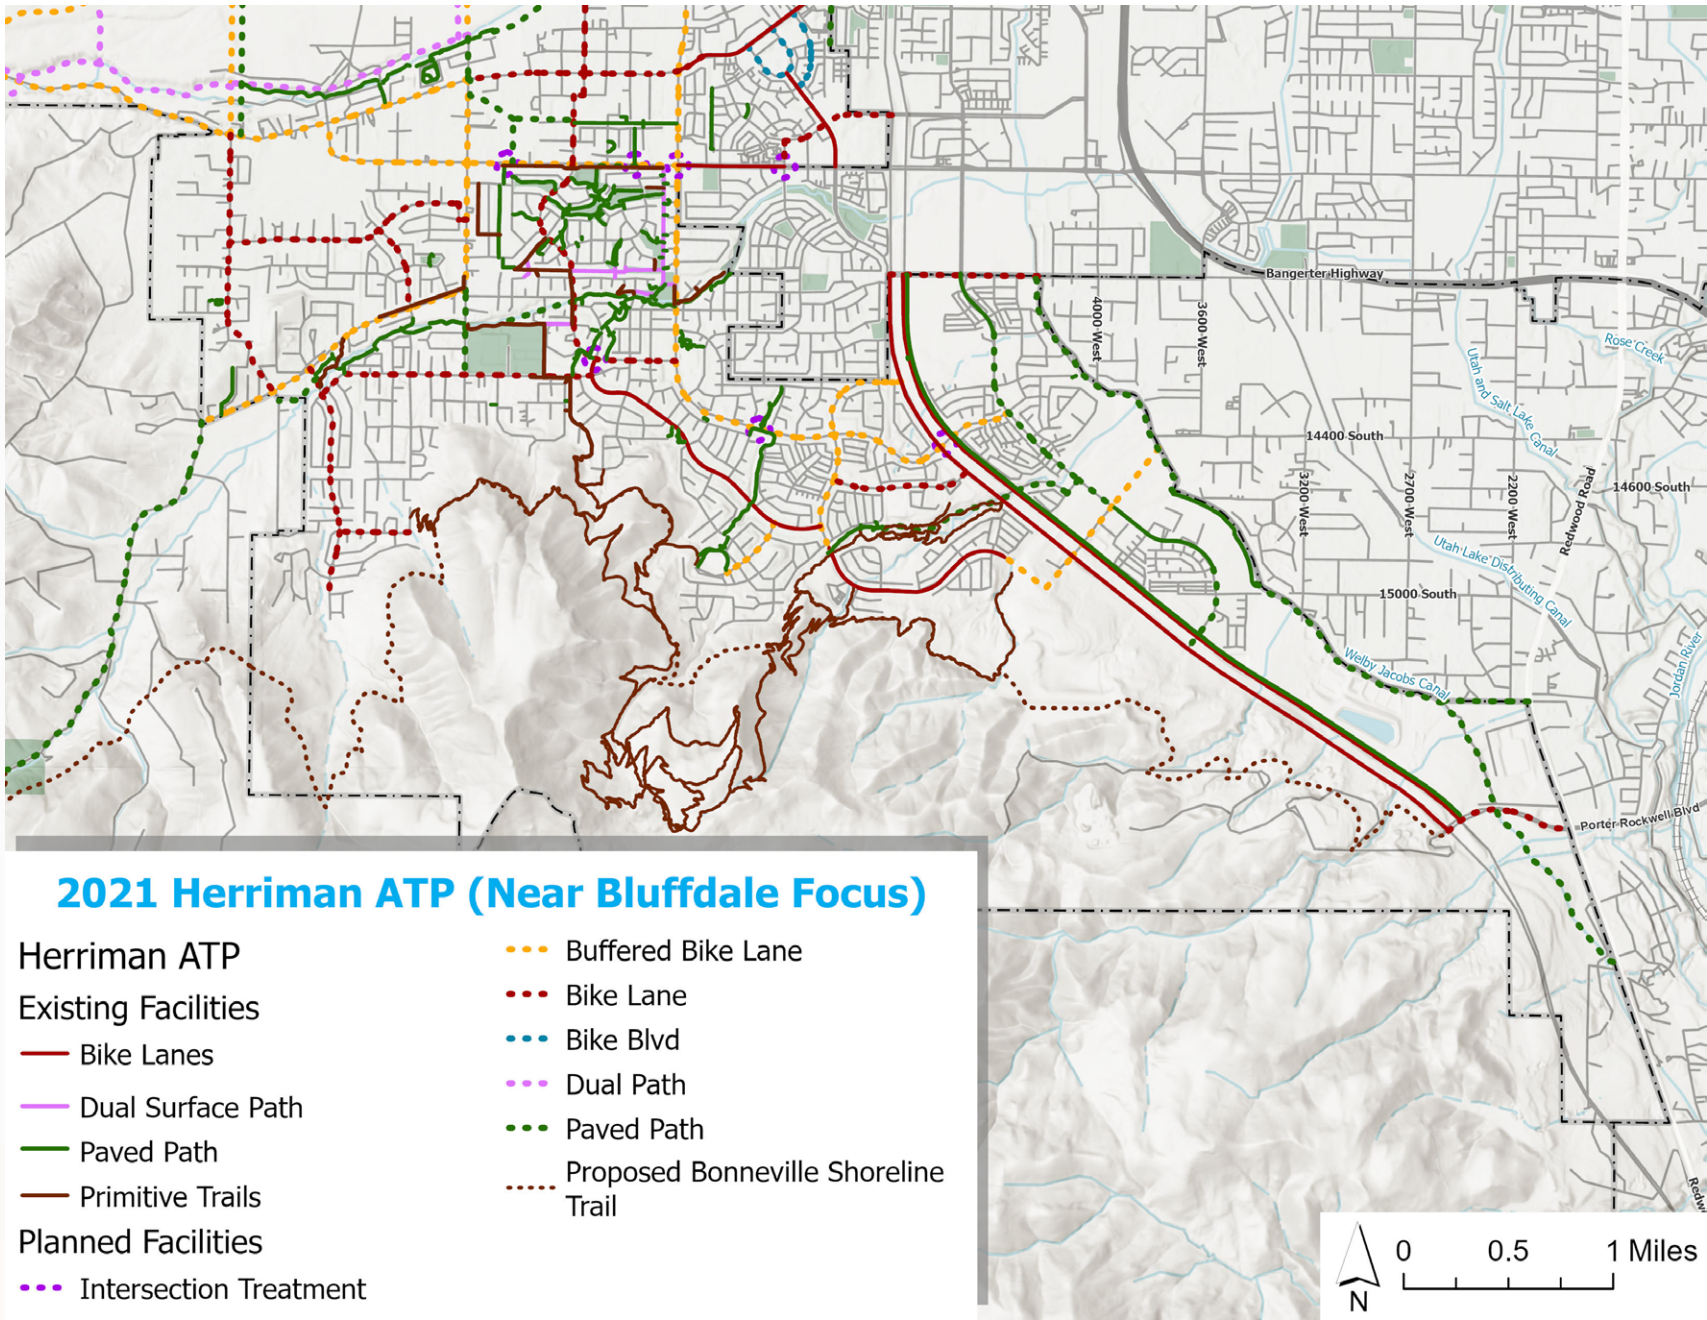 Bangerter Highway
4000 West
3600 West
Rose Creek
Utah and Salt Lake Canal
14400 South
3200 West
2700 West
2200 West
Redwood Road
14600 South
Utah Lake Distributing Canal
15000 South
Jordan River
Welby Jacobs Canal
Porter Rockwell Blvd
2021 Herriman ATP (Near Bluffdale Focus)
Herriman ATP
Existing Facilities
Bike Lanes
Dual Surface Path
Paved Path
Primitive Trails
Planned Facilities
Intersection Treatment
Buffered Bike Lane
Bike Lane
Bike Blvd
Dual Path
Paved Path
Proposed Bonneville Shoreline
Trail
Redw
0 0.5 1 Miles
N